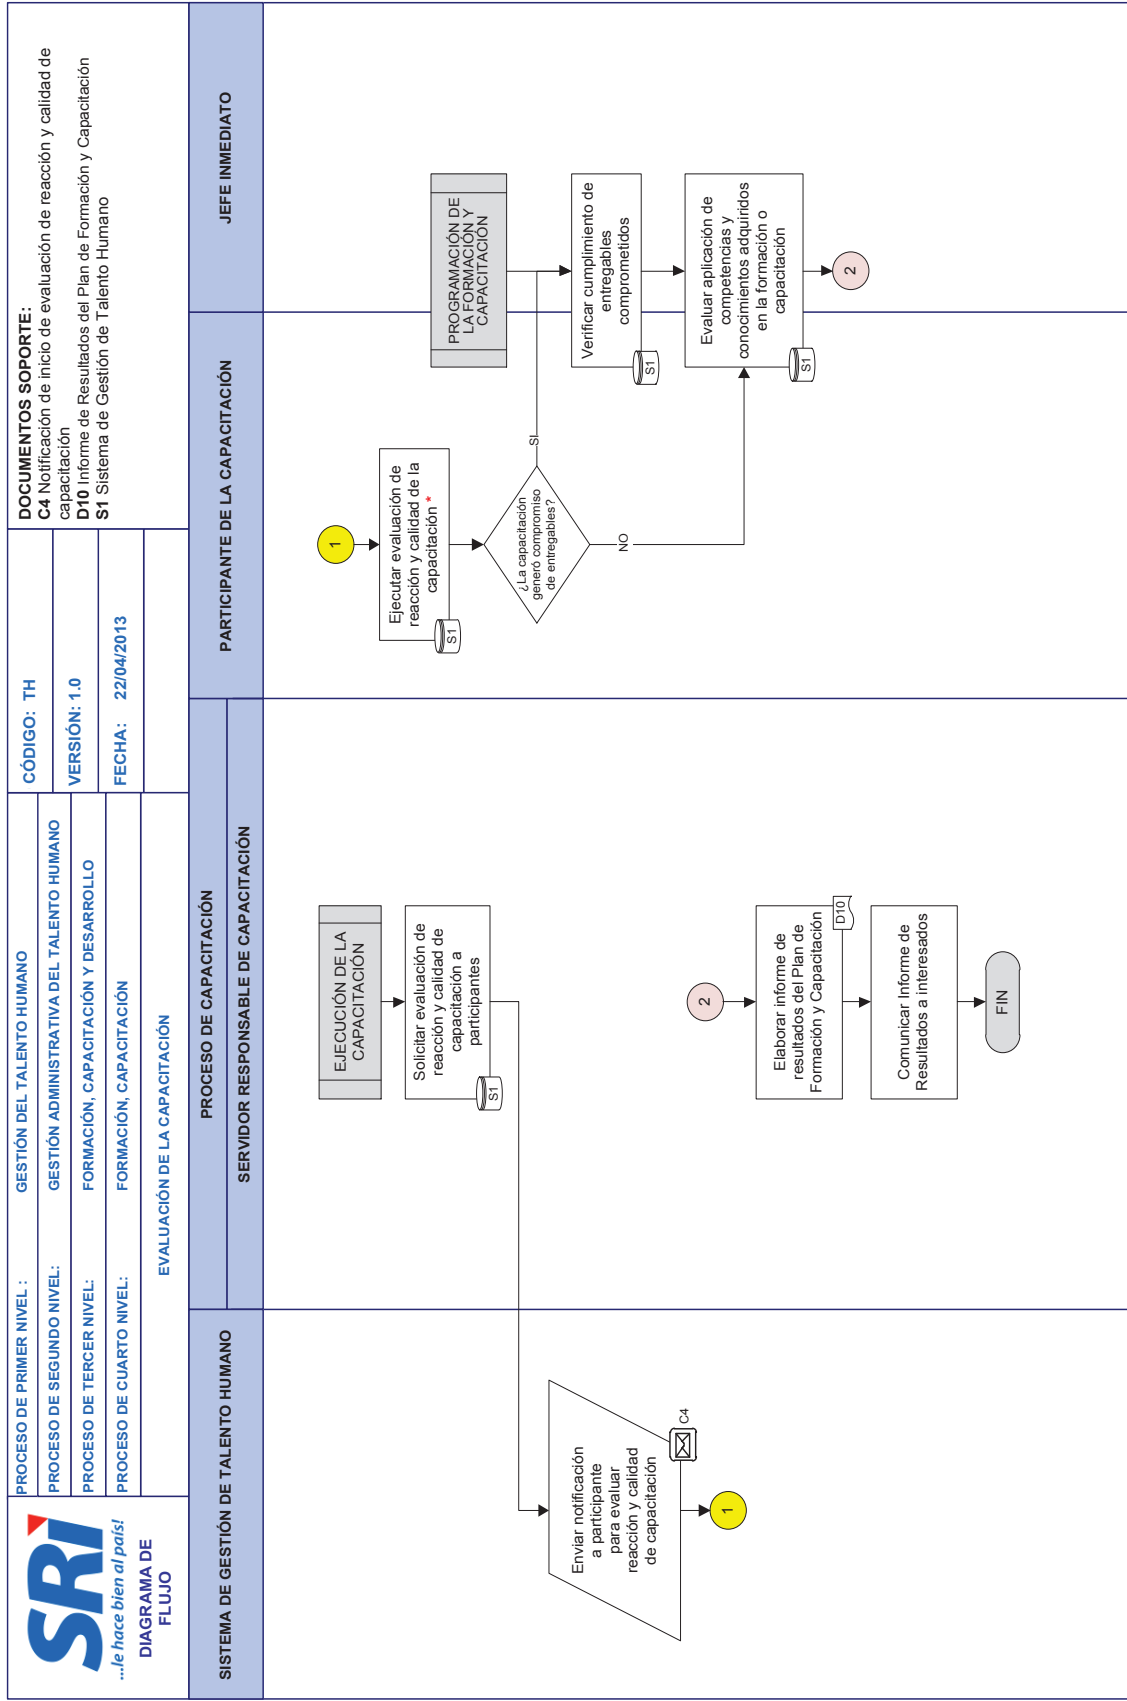 SRi
...le hace bien al país!
DIAGRAMA DE
FLUJO
PROCESO DE PRIMER NIVEL :
GESTIÓN DEL TALENTO HUMANO
PROCESO DE SEGUNDO NIVEL:
GESTIÓN ADMINISTRATIVA DEL TALENTO HUMANO
PROCESO DE TERCER NIVEL:
FORMACIÓN, CAPACITACIÓN Y DESARROLLO
PROCESO DE CUARTO NIVEL:
FORMACIÓN, CAPACITACIÓN
EVALUACIÓN DE LA CAPACITACIÓN
CÓDIGO: TH
VERSIÓN: 1.0
FECHA: 22/04/2013
DOCUMENTOS SOPORTE:
C4 Notificación de inicio de evaluación de reacción y calidad de
capacitación
D10 Informe de Resultados del Plan de Formación y Capacitación
S1 Sistema de Gestión de Talento Humano
SISTEMA DE GESTIÓN DE TALENTO HUMANO
PROCESO DE CAPACITACIÓN
SERVIDOR RESPONSABLE DE CAPACITACIÓN
PARTICIPANTE DE LA CAPACITACIÓN
JEFE INMEDIATO
EJECUCIÓN DE LA
CAPACITACIÓN
Solicitar evaluación de
reacción y calidad de
capacitación a
participantes
S1
Enviar notificación
a participante
para evaluar
reacción y calidad
de capacitación
C4
1
1
Ejecutar evaluación de
reacción y calidad de la
capacitación *
S1
¿La capacitación
generó compromiso
de entregables?
SI
NO
PROGRAMACIÓN DE
LA FORMACIÓN Y
CAPACITACIÓN
Verificar cumplimiento de
entregables
comprometidos
S1
Evaluar aplicación de
competencias y
conocimientos adquiridos
en la formación o
capacitación
S1
2
2
Elaborar informe de
resultados del Plan de
Formación y Capacitación
D10
Comunicar Informe de
Resultados a interesados
FIN